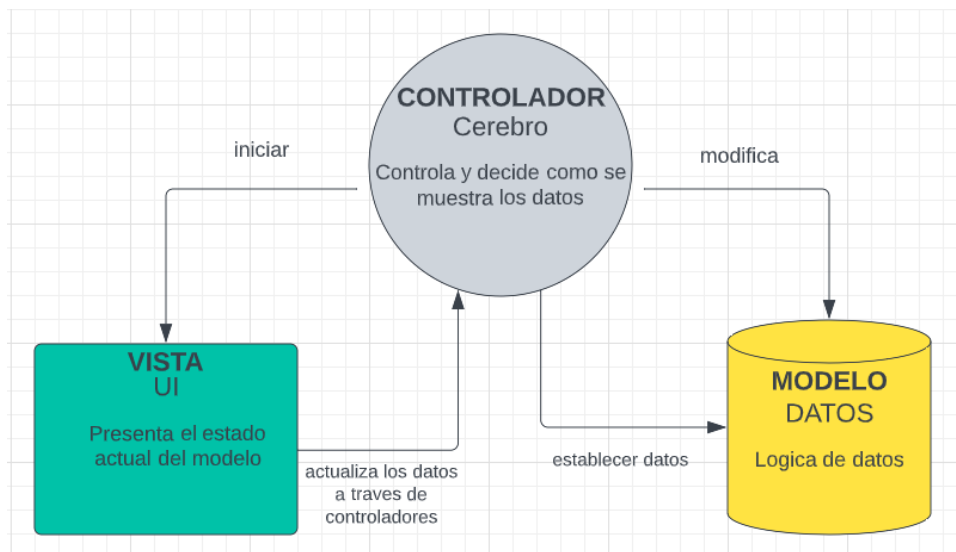 CONTROLADOR
Cerebro
Controla y decide como se
muestra los datos
iniciar
modifica
VISTA
UI
Presenta el estado
actual del modelo
actualiza los datos
a traves de
controladores
establecer datos
MODELO
DATOS
Logica de datos